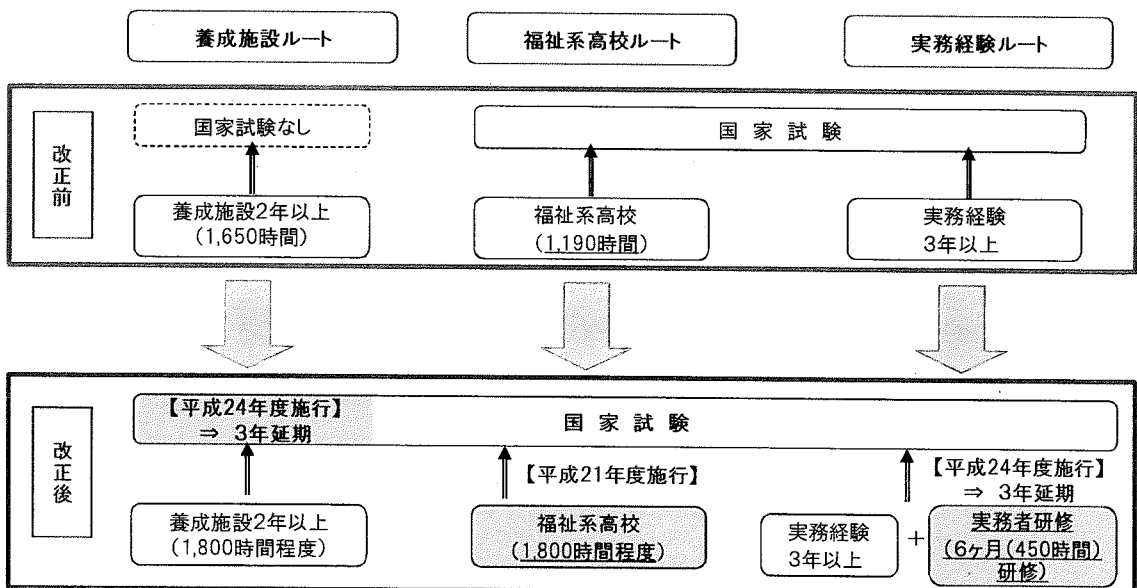 養成施設ルート
福祉系高校ルート
実務経験ルート
改正前
国家試験なし
国 家 試 験
養成施設2年以上
(1,650時間)
福祉系高校
(1,190時間)
実務経験
3年以上
改正後
【平成24年度施行】
⇒ 3年延期
国 家 試 験
【平成21年度施行】
【平成24年度施行】
⇒ 3年延期
養成施設2年以上
(1,800時間程度)
福祉系高校
(1,800時間程度)
実務経験
3年以上
+
実務者研修
(6ヶ月(450時間)
研修)